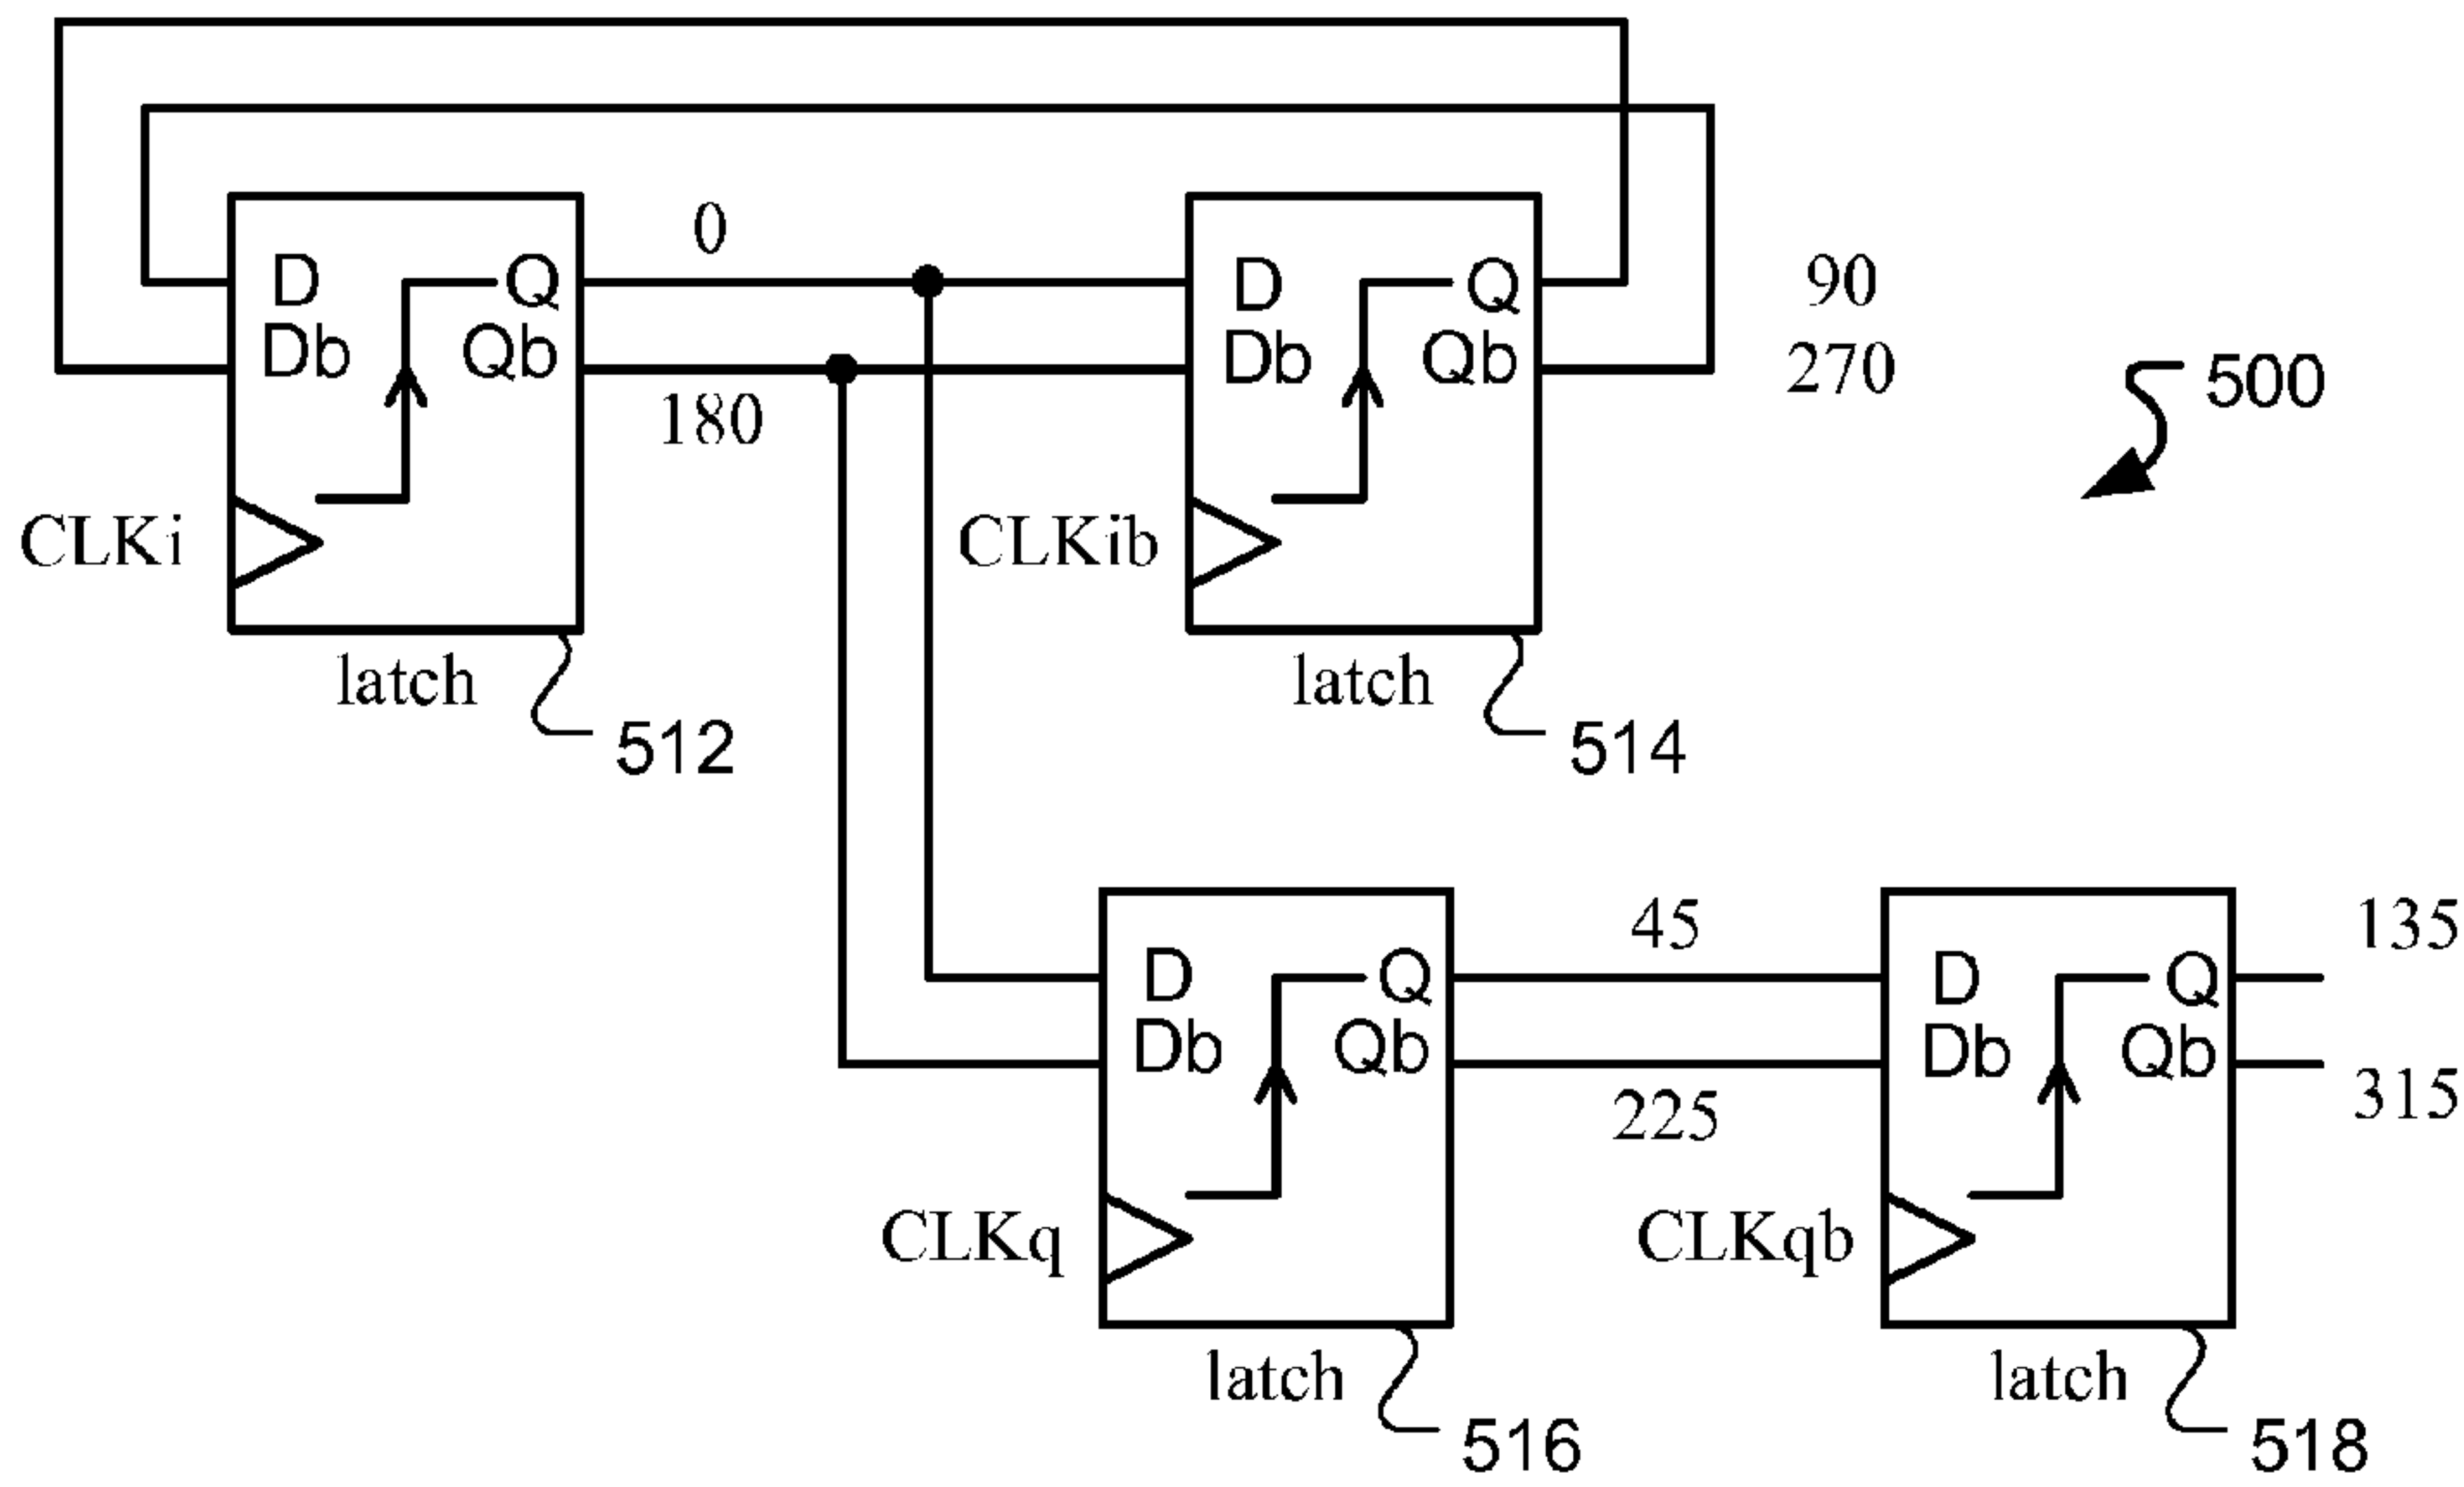 0
D Q
Db Qb
180
CLKi
latch
512
D Q
Db Qb
90
270
CLKib
latch
514
500
D Q
Db Qb
45
225
CLKq
latch
516
D Q
Db Qb
135
315
CLKqb
latch
518